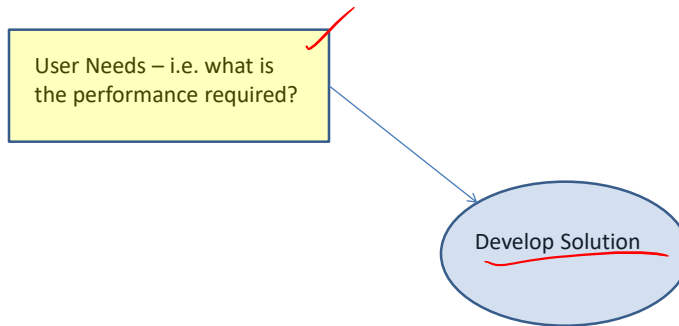 User Needs – i.e. what is
the performance required?
Develop Solution